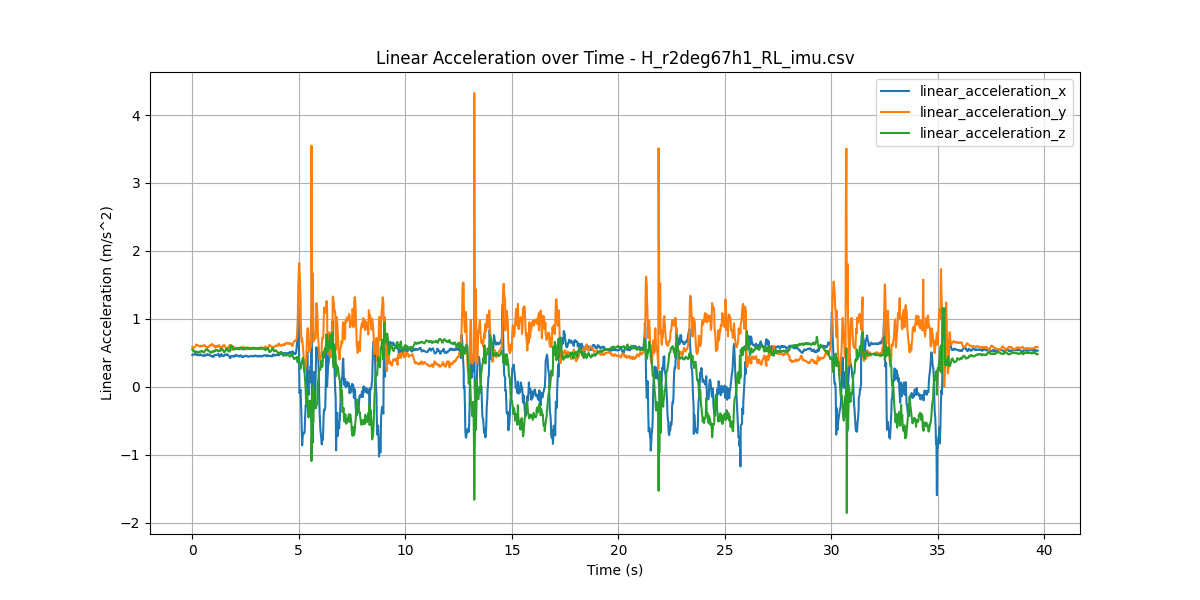 Linear Acceleration over Time - H_r2deg67h1_RL_imu.csv
linear_acceleration_x
linear_acceleration_y
linear_acceleration_z
Linear Acceleration (m/s^2)
4
3
2
1
0
−1
−2
0 5 10 15 20 25 30 35 40
Time (s)